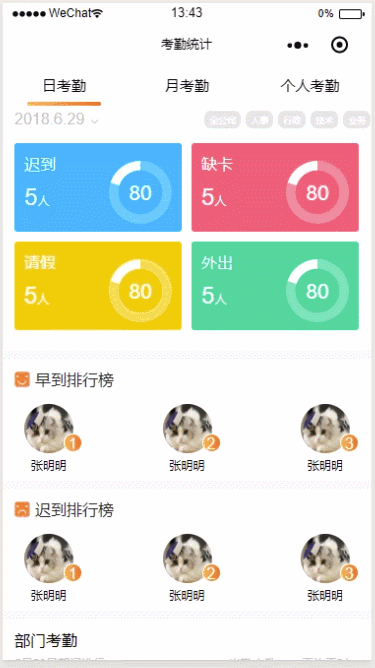 ●●●●● WeChat 13:43 0%
考勤统计
日考勤 月考勤 个人考勤
2018.6.29 全公司 人事 行政 技术 业务
迟到 缺卡
5人 80 5人 80
请假 外出
5人 80 5人 80
早到排行榜
1 2 3
张明明 张明明 张明明
迟到排行榜
1 2 3
张明明 张明明 张明明
部门考勤